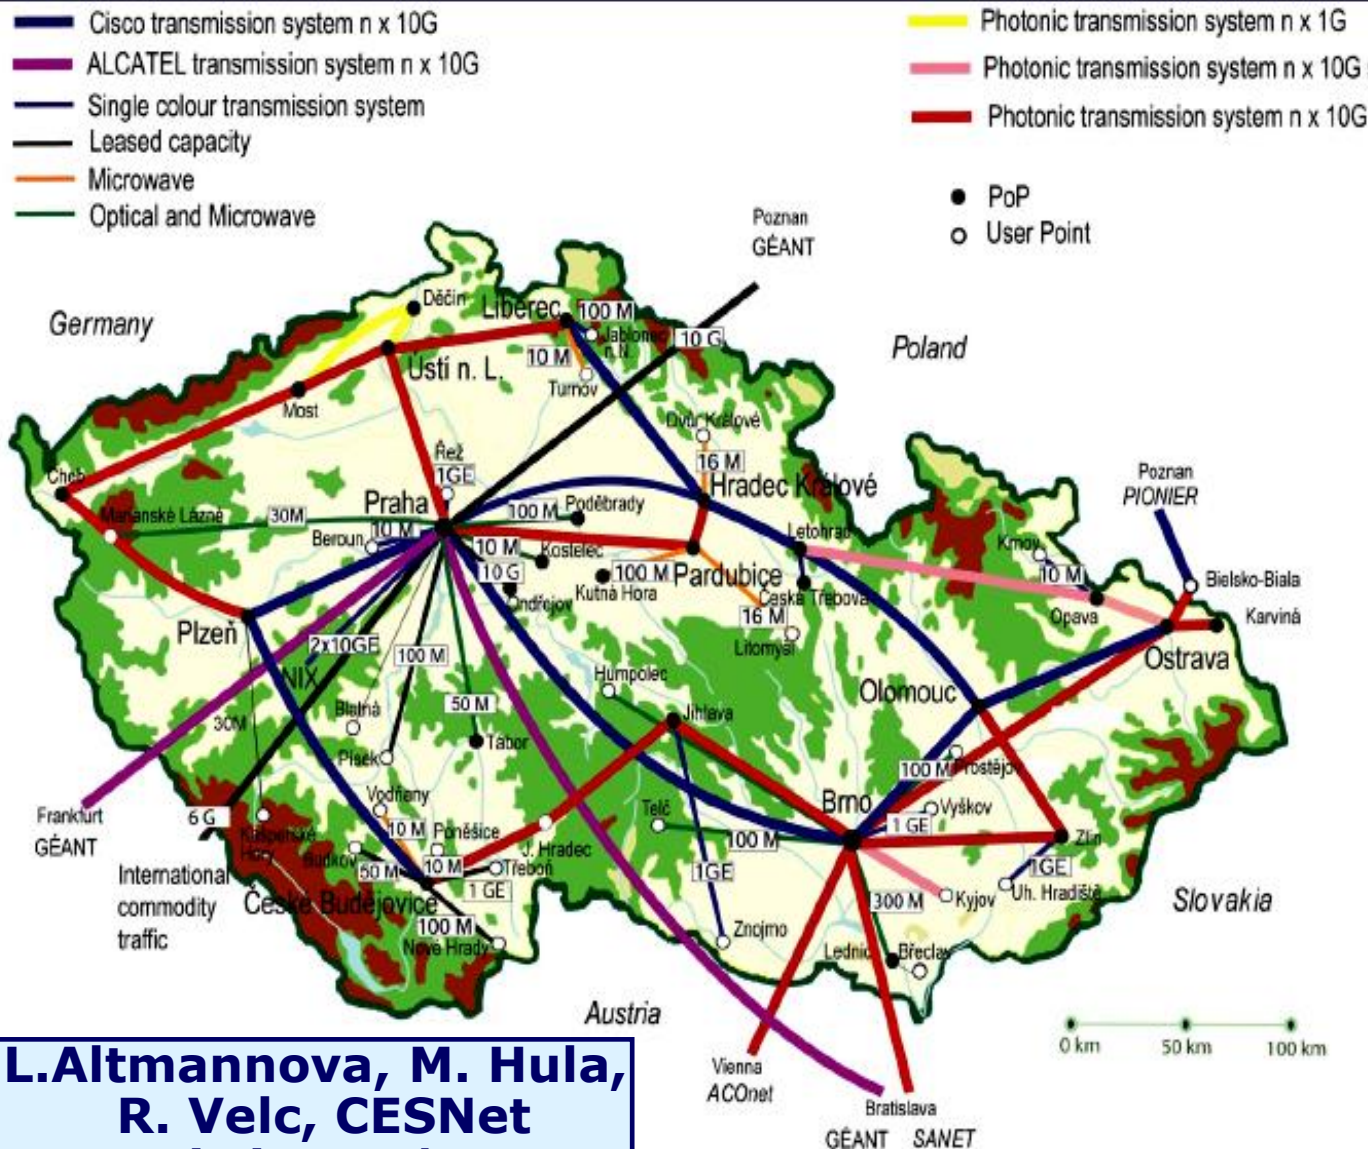 Cisco transmission system n x 10G
ALCATEL transmission system n x 10G
Single colour transmission system
Leased capacity
Microwave
Optical and Microwave
Photonic transmission system n x 1G
Photonic transmission system n x 10G
Photonic transmission system n x 10G
PoP
User Point
Poznan
GÉANT
Germany
Poland
Děčín
Liberec
100 M
Jablonec
n. N.
10 G
10 M
Turnov
Ústí n. L.
Most
Dvůr Králové
16 M
Řež
1GE
Cheb
Praha
Hradec Králové
Poznan
PIONIER
Mariánské Lázně
30M
100 M
Poděbrady
Beroun
10 M
10 M
Kostelec
Letohrad
Krnov
10 M
Bielsko-Biala
10 G
Ondřejov
Kutná Hora
100 M
Pardubice
Česká Třebová
Opava
Karviná
16 M
Litomyšl
Ostrava
Plzeň
2x10GE
NIX
100 M
Humpolec
Olomouc
30M
Blatná
50 M
Jihlava
Písek
Tábor
100 M
Prostějov
Frankfurt
GÉANT
6 G
Kašperské
Hory
Vodňany
10 M
Poněšice
Telč
100 M
Brno
1 GE
Vyškov
Zlín
Budkov
50 M
10 M
J. Hradec
Třeboň
1 GE
1GE
1GE
Uh. Hradiště
International
commodity
traffic
České Budějovice
100 M
Nové Hrady
Znojmo
300 M
Kyjov
Slovakia
Lednice
Břeclav
Austria
0 km
50 km
100 km
Vienna
ACOnet
Bratislava
GÉANT SANET
L.Altmannova, M. Hula,
R. Velc, CESNet